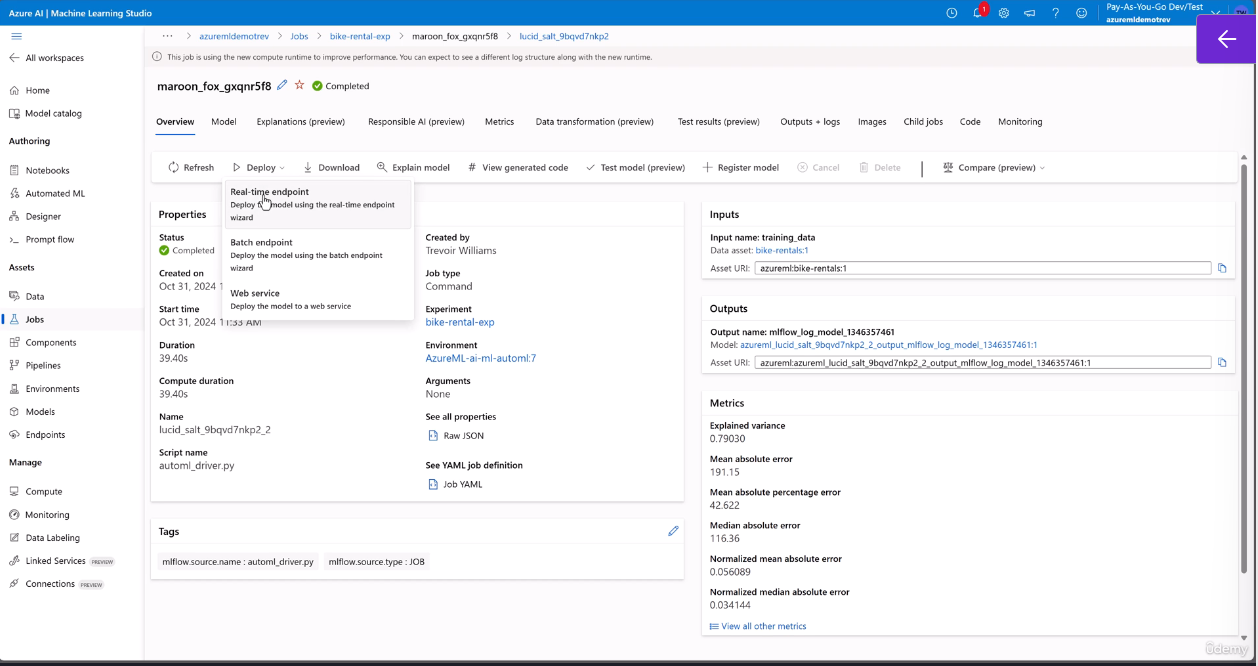 Azure AI | Machine Learning Studio
1
Pay-As-You-Go Dev/Test
azuremldemotrev
TW
All workspaces
Home
Model catalog
Authoring
Notebooks
Automated ML
Designer
Prompt flow
Assets
Data
Jobs
Components
Pipelines
Environments
Models
Endpoints
Manage
Compute
Monitoring
Data Labeling
Linked Services PREVIEW
Connections PREVIEW
··· > azuremldemotrev > Jobs > bike-rental-exp > maroon_fox_gxqnr5f8 > lucid_salt_9bqvd7nkp2
This job is using the new compute runtime to improve performance. You can expect to see a different log structure along with the new runtime.
maroon_fox_gxqnr5f8 Completed
Overview Model Explanations (preview) Responsible AI (preview) Metrics Data transformation (preview) Test results (preview) Outputs + logs Images Child jobs Code Monitoring
Refresh Deploy Download Explain model View generated code Test model (preview) Register model Cancel Delete Compare (preview)
Real-time endpoint
Deploy model using the real-time endpoint
wizard
Batch endpoint
Deploy the model using the batch endpoint
wizard
Web service
Deploy the model to a web service
Properties
Status
Completed
Created on
Oct 31, 2024 1
Start time
Oct 31, 2024 11:33 AM
Duration
39.40s
Compute duration
39.40s
Name
lucid_salt_9bqvd7nkp2_2
Script name
automl_driver.py
Created by
Trevoir Williams
Job type
Command
Experiment
bike-rental-exp
Environment
AzureML-ai-ml-automl:7
Arguments
None
See all properties
Raw JSON
See YAML job definition
Job YAML
Tags
mlflow.source.name : automl_driver.py mlflow.source.type : JOB
Inputs
Input name: training_data
Data asset: bike-rentals:1
Asset URI: azureml:bike-rentals:1
Outputs
Output name: mlflow_log_model_1346357461
Model: azureml_lucid_salt_9bqvd7nkp2_2_output_mlflow_log_model_1346357461:1
Asset URI: azureml:azureml_lucid_salt_9bqvd7nkp2_2_output_mlflow_log_model_1346357461:1
Metrics
Explained variance
0.79030
Mean absolute error
191.15
Mean absolute percentage error
42.622
Median absolute error
116.36
Normalized mean absolute error
0.056089
Normalized median absolute error
0.034144
View all other metrics
ûdemy